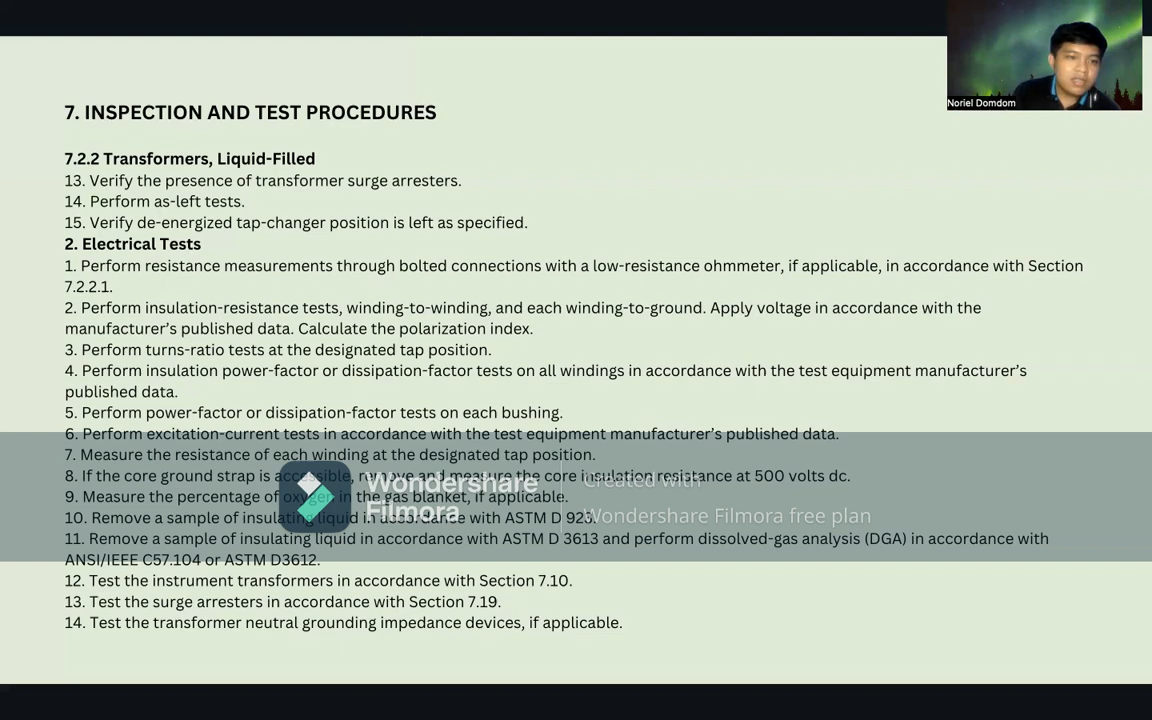 Noriel Domdom
7. INSPECTION AND TEST PROCEDURES
7.2.2 Transformers, Liquid-Filled
13. Verify the presence of transformer surge arresters.
14. Perform as-left tests.
15. Verify de-energized tap-changer position is left as specified.
2. Electrical Tests
1. Perform resistance measurements through bolted connections with a low-resistance ohmmeter, if applicable, in accordance with Section
7.2.2.1.
2. Perform insulation-resistance tests, winding-to-winding, and each winding-to-ground. Apply voltage in accordance with the
manufacturer's published data. Calculate the polarization index.
3. Perform turns-ratio tests at the designated tap position.
4. Perform insulation power-factor or dissipation-factor tests on all windings in accordance with the test equipment manufacturer's
published data.
5. Perform power-factor or dissipation-factor tests on each bushing.
6. Perform excitation-current tests in accordance with the test equipment manufacturer's published data.
7. Measure the resistance of each winding at the designated tap position.
8. If the core ground strap is accessible, remove and measure the core insulation resistance at 500 volts dc.
9. Measure the percentage of oxygen in the gas blanket, if applicable.
10. Remove a sample of insulating liquid in accordance with ASTM D 923.
11. Remove a sample of insulating liquid in accordance with ASTM D 3613 and perform dissolved-gas analysis (DGA) in accordance with
ANSI/IEEE C57.104 or ASTM D3612.
12. Test the instrument transformers in accordance with Section 7.10.
13. Test the surge arresters in accordance with Section 7.19.
14. Test the transformer neutral grounding impedance devices, if applicable.
Wondershare
Filmora
Created with
Wondershare Filmora free plan